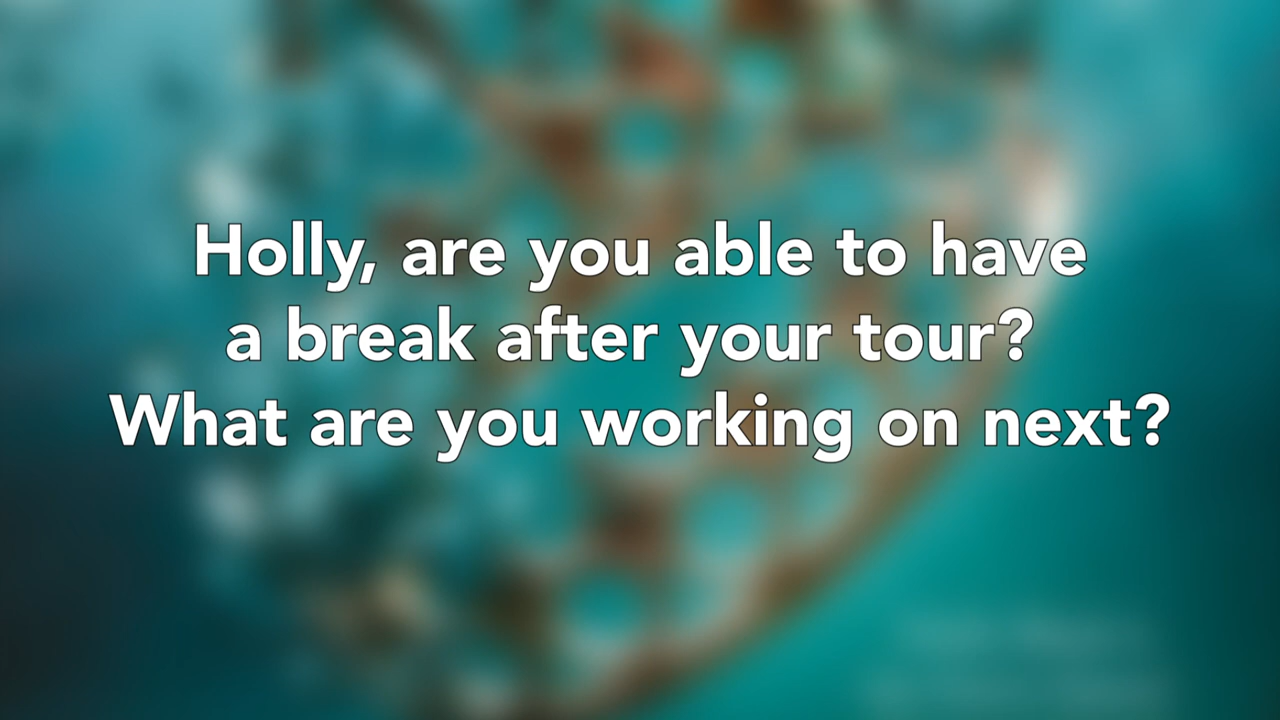 Holly, are you able to have
a break after your tour?
What are you working on next?